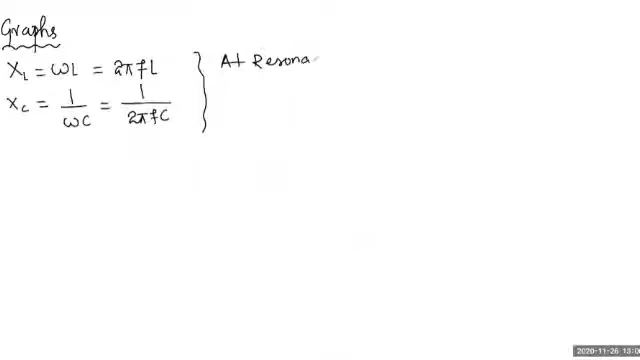 Graphs
X_L = ωL = 2πfL
X_C = 1/ωC = 1/2πfC
} At Resona
2020-11-26 13:0